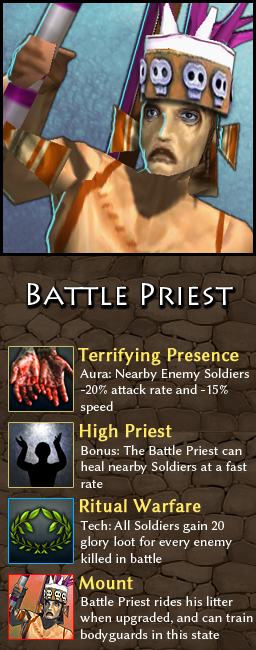 BATTLE PRIEST
Terrifying Presence
Aura: Nearby Enemy Soldiers
-20% attack rate and -15%
speed
High Priest
Bonus: The Battle Priest can
heal nearby Soldiers at a fast
rate
Ritual Warfare
Tech: All Soldiers gain 20
glory loot for every enemy
killed in battle
Mount
Battle Priest rides his litter
when upgraded, and can train
bodyguards in this state